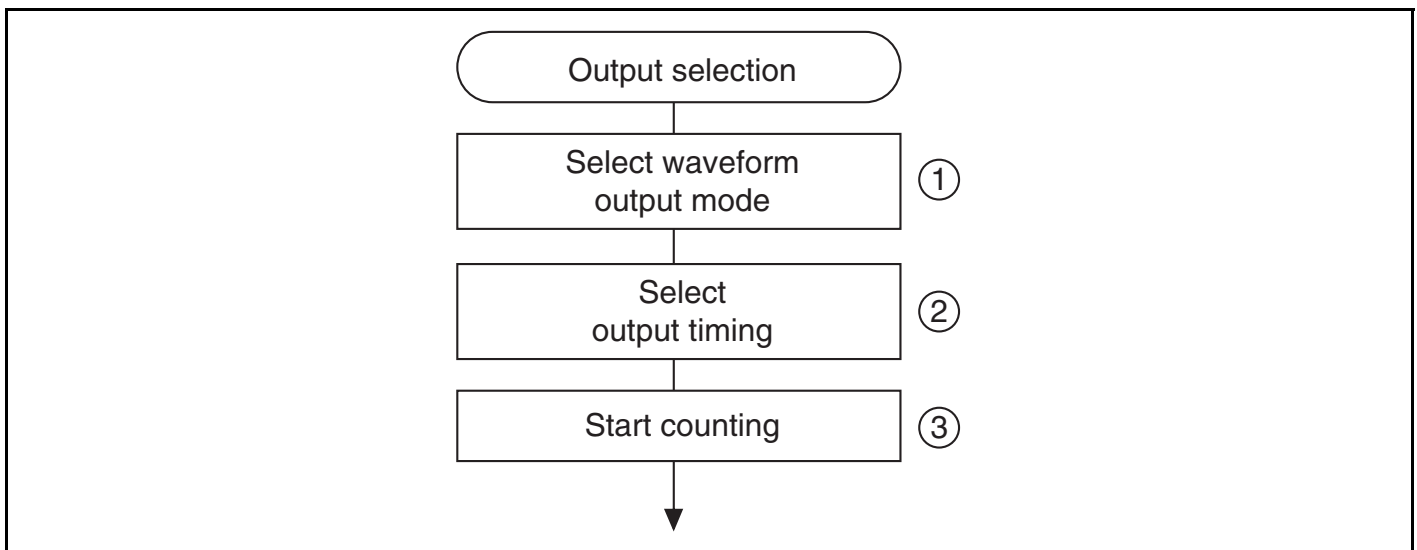 Output selection
Select waveform
output mode
①
Select
output timing
②
Start counting
③